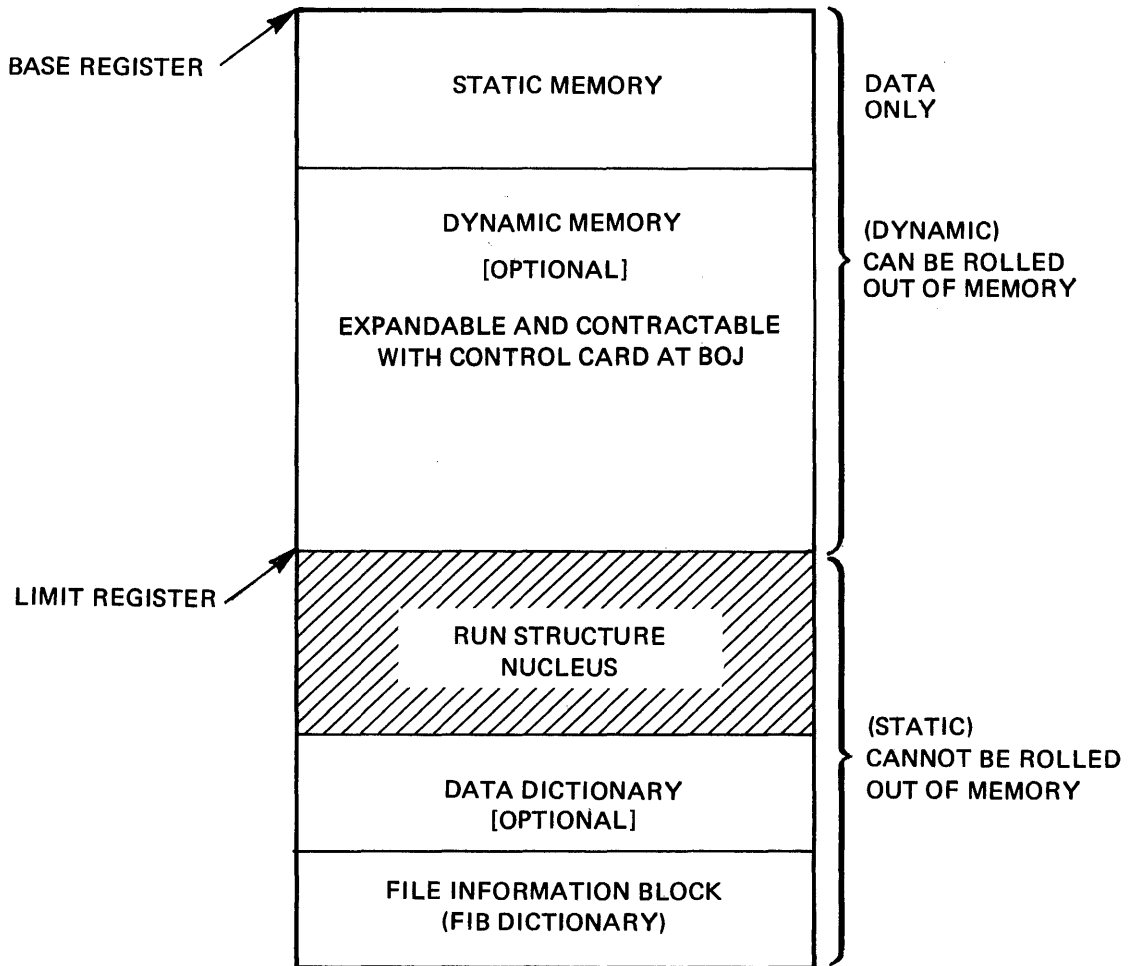 BASE REGISTER
STATIC MEMORY
DATA
ONLY
DYNAMIC MEMORY
[OPTIONAL]
EXPANDABLE AND CONTRACTABLE
WITH CONTROL CARD AT BOJ
(DYNAMIC)
CAN BE ROLLED
OUT OF MEMORY
LIMIT REGISTER
RUN STRUCTURE
NUCLEUS
(STATIC)
CANNOT BE ROLLED
OUT OF MEMORY
DATA DICTIONARY
[OPTIONAL]
FILE INFORMATION BLOCK
(FIB DICTIONARY)